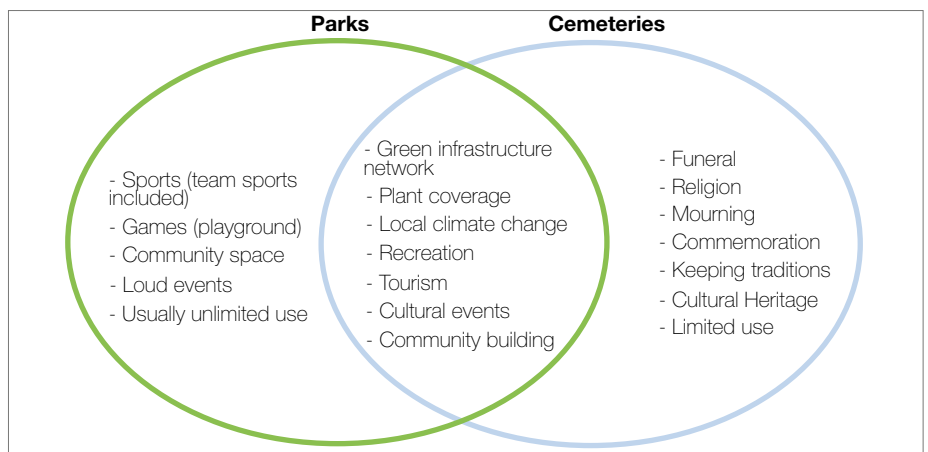 Parks
Cemeteries
- Sports (team sports
included)
- Games (playground)
- Community space
- Loud events
- Usually unlimited use
- Green infrastructure
network
- Plant coverage
- Local climate change
- Recreation
- Tourism
- Cultural events
- Community building
- Funeral
- Religion
- Mourning
- Commemoration
- Keeping traditions
- Cultural Heritage
- Limited use